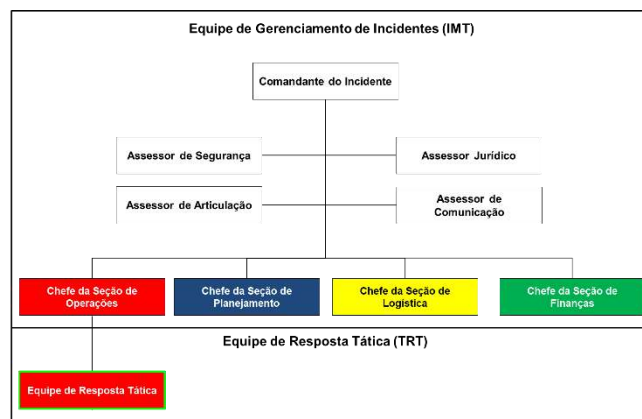 Equipe de Gerenciamento de Incidentes (IMT)
Comandante do Incidente
Assessor de Segurança
Assessor Jurídico
Assessor de Articulação
Assessor de
Comunicação
Chefe da Seção de
Operações
Chefe da Seção de
Planejamento
Chefe da Seção de
Logística
Chefe da Seção de
Finanças
Equipe de Resposta Tática (TRT)
Equipe de Resposta Tática